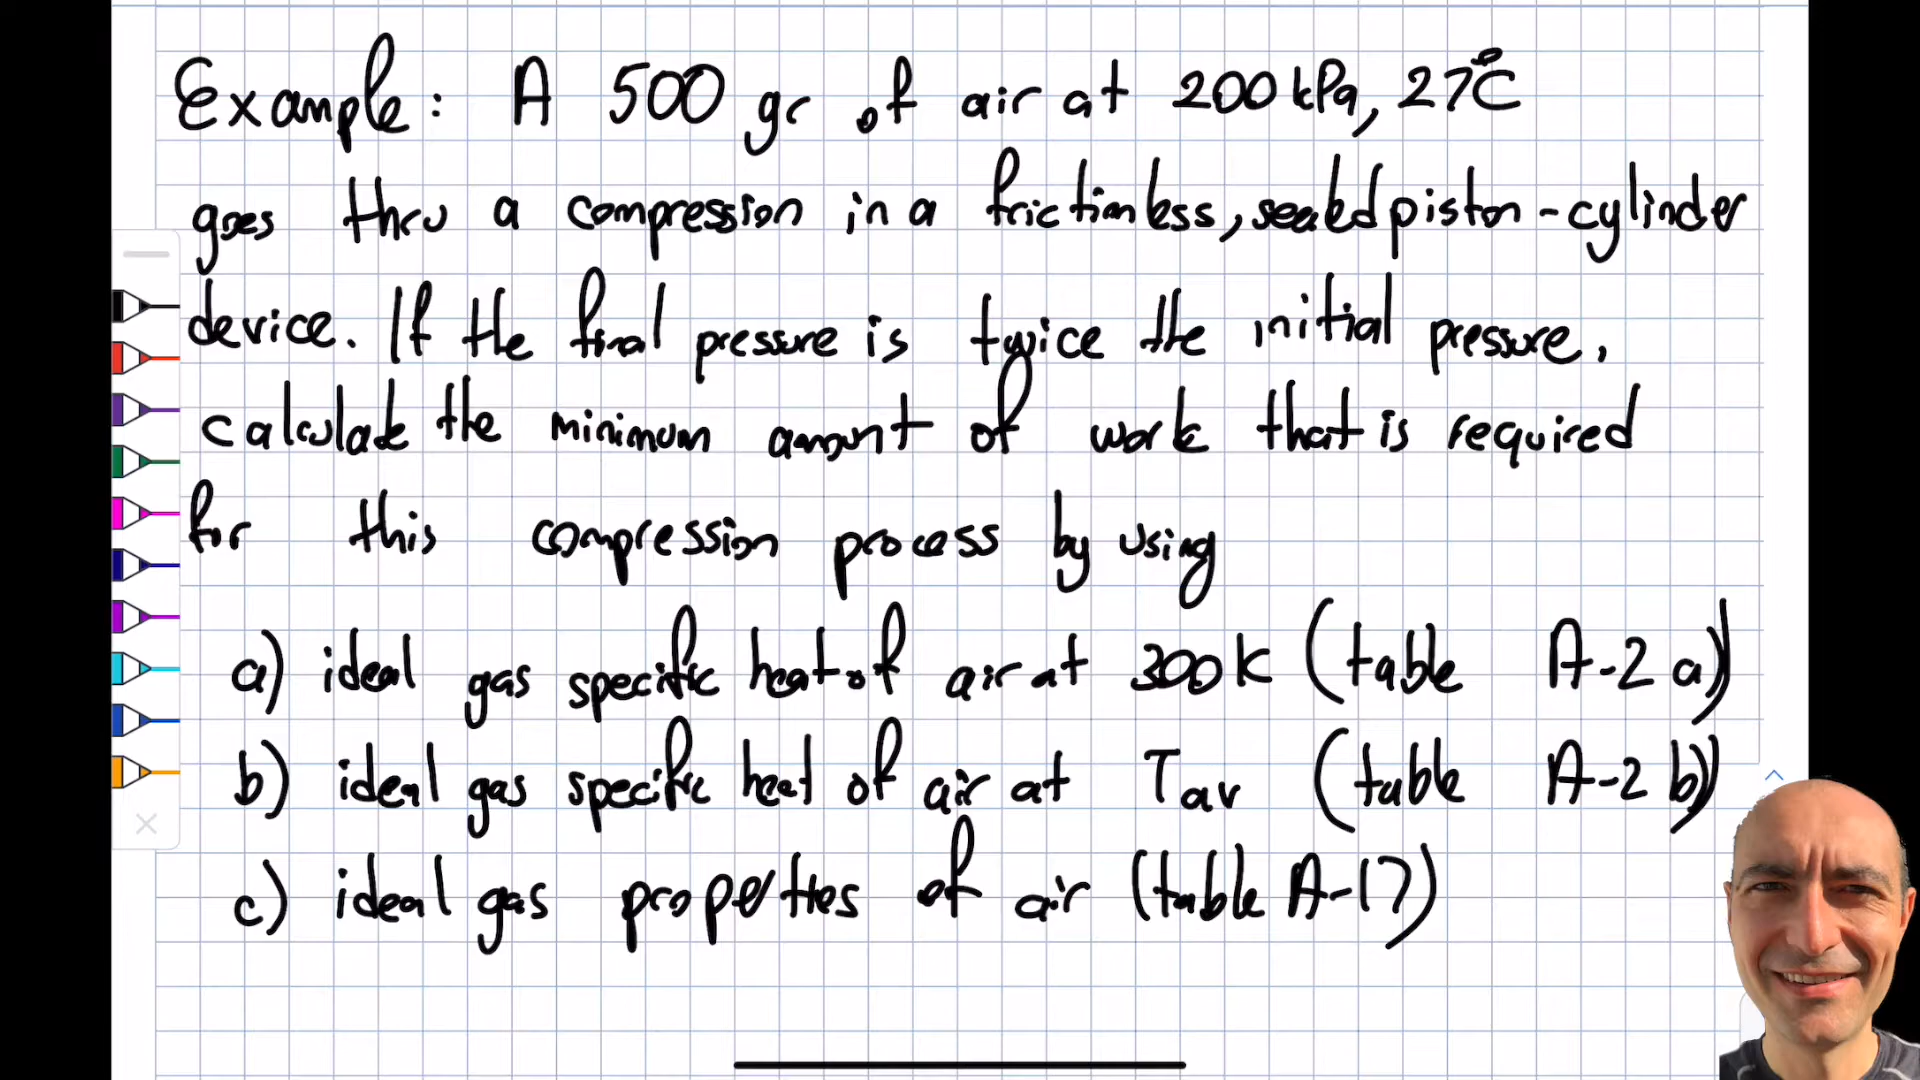 Example: A 500 gr of air at 200 kPa, 27°C
goes thru a compression in a frictionless, sealed piston-cylinder
device. If the final pressure is twice the initial pressure,
calculate the minimum amount of work that is required
for this compression process by using
a) ideal gas specific heat of air at 300K (table A-2 a)
b) ideal gas specific heat of air at Tav (table A-2 b)
c) ideal gas properties of air (table A-17)